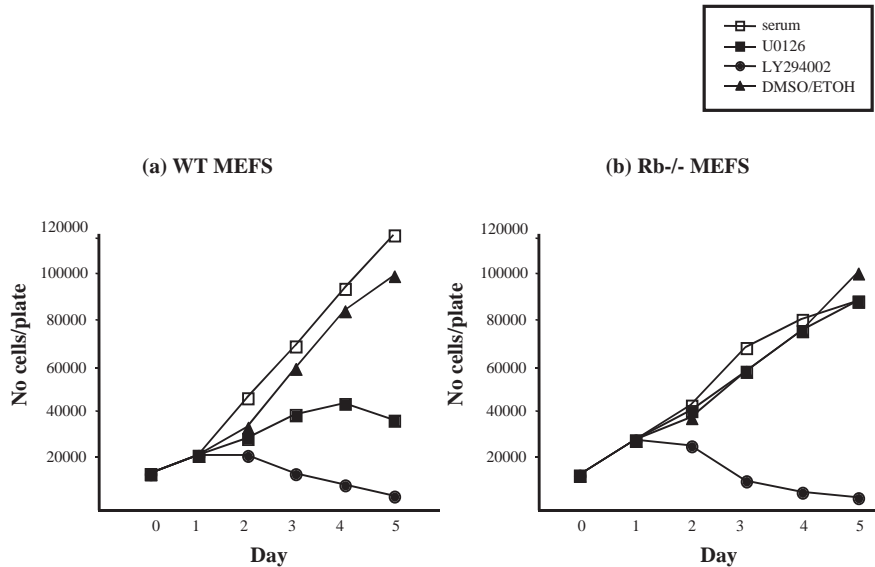 serum
U0126
LY294002
DMSO/ETOH
(a) WT MEFS
(b) Rb-/- MEFS
No cells/plate
120000
100000
80000
60000
40000
20000
0 1 2 3 4 5
Day
No cells/plate
120000
100000
80000
60000
40000
20000
0 1 2 3 4 5
Day